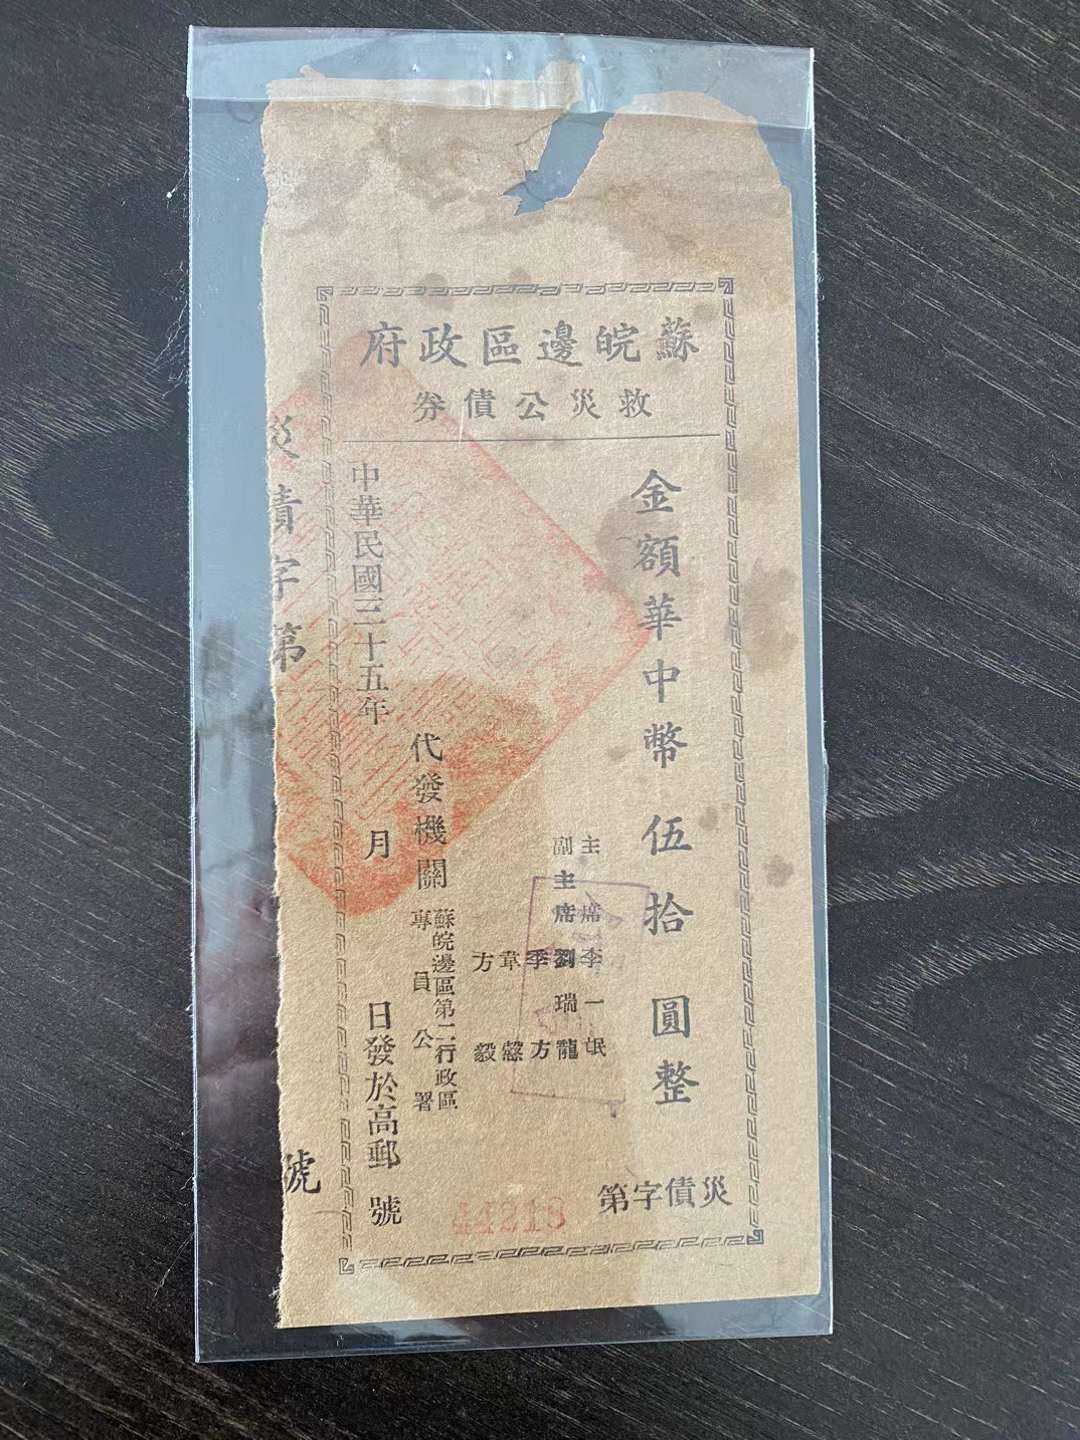 蘇皖邊區政府
救災公債券
金額華中幣伍拾圓整
主席 李一氓
副主席 劉瑞龍
季方
韋愨
方毅
代發機關 蘇皖邊區第二行政區
專員公署
中華民國三十五年 月 日發於高郵
災債字第 44218 號
災債字第 號